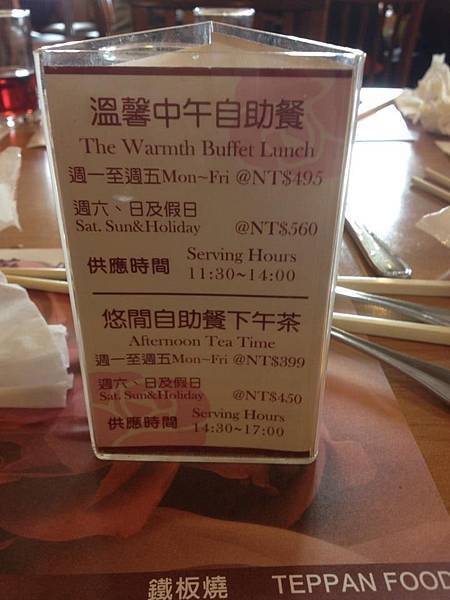 溫馨中午自助餐
The Warmth Buffet Lunch
週一至週五Mon~Fri @NT$495
週六、日及假日
Sat. Sun&Holiday @NT$560
供應時間 Serving Hours
11:30~14:00
悠閒自助餐下午茶
Afternoon Tea Time
週一至週五Mon~Fri @NT$399
週六、日及假日
Sat. Sun&Holiday @NT$450
供應時間 Serving Hours
14:30~17:00
鐵板燒 TEPPAN FOOD